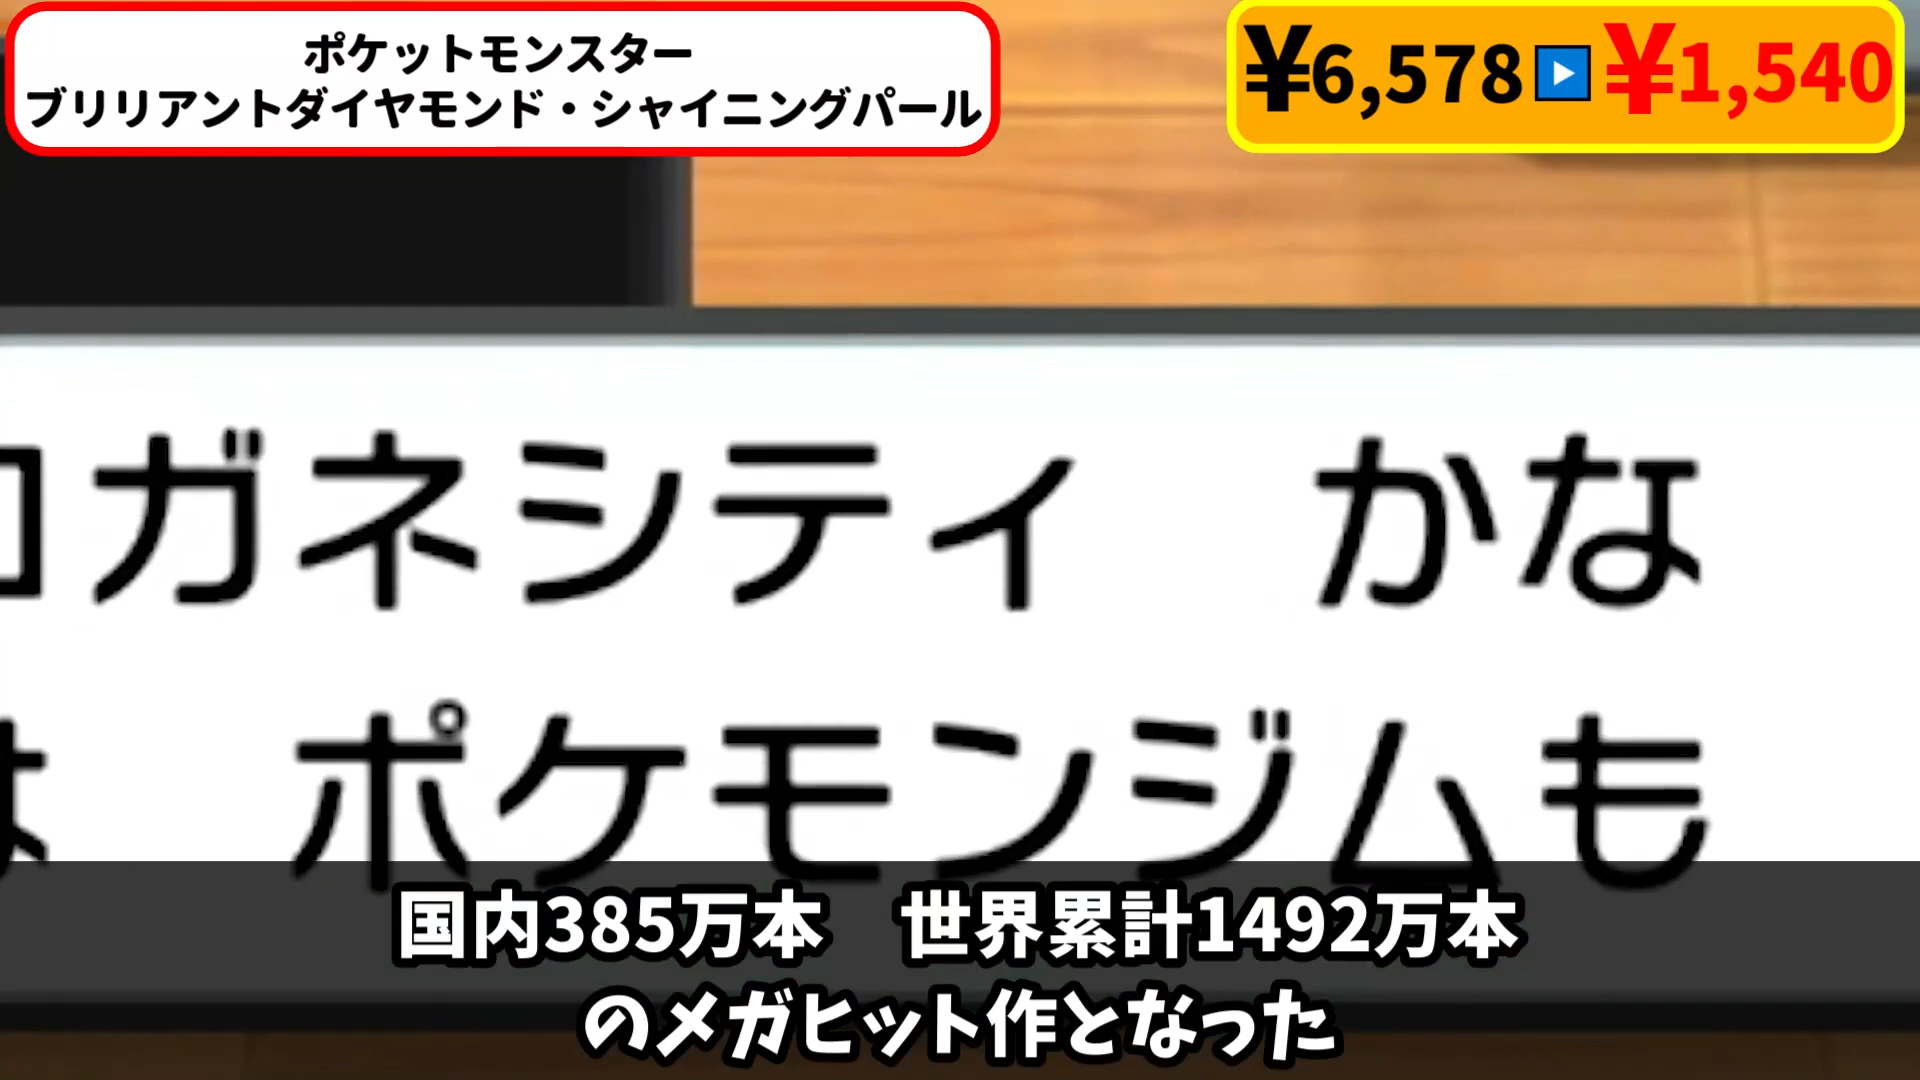 ポケットモンスター
ブリリアントダイヤモンド・シャイニングパール
¥6,578▶¥1,540
ロガネシティ　かな
は　ポケモンジムも
国内385万本　世界累計1492万本
のメガヒット作となった